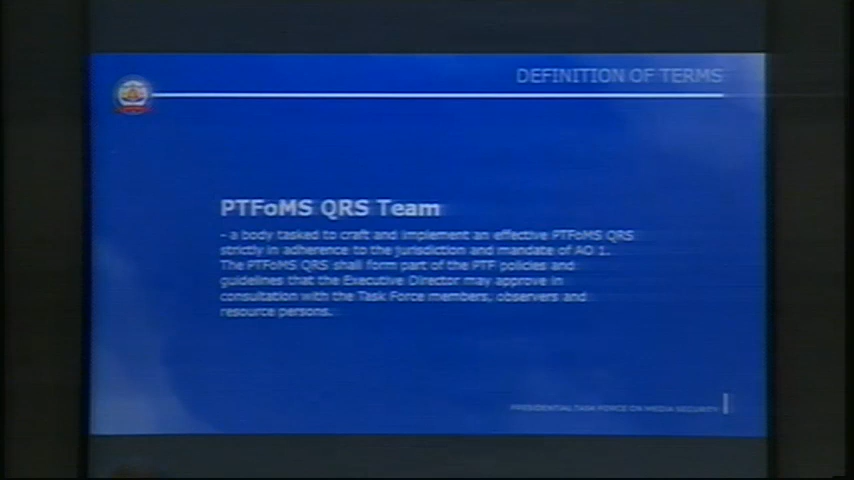 DEFINITION OF TERMS
PTFoMS QRS Team
- a body tasked to craft and implement an effective PTFoMS QRS
strictly in adherence to the jurisdiction and mandate of AO 1.
The PTFoMS QRS shall form part of the PTF policies and
guidelines that the Executive Director may approve in
consultation with the Task Force members, observers and
resource persons.
PRESIDENTIAL TASK FORCE ON MEDIA SECURITY